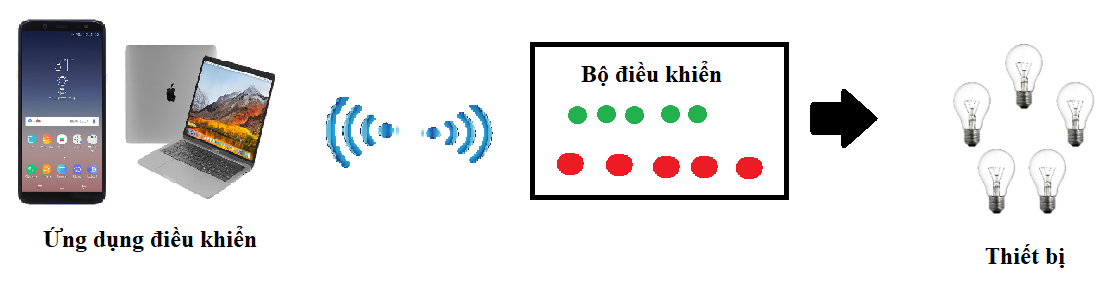 Bộ điều khiển
Ứng dụng điều khiển
Thiết bị